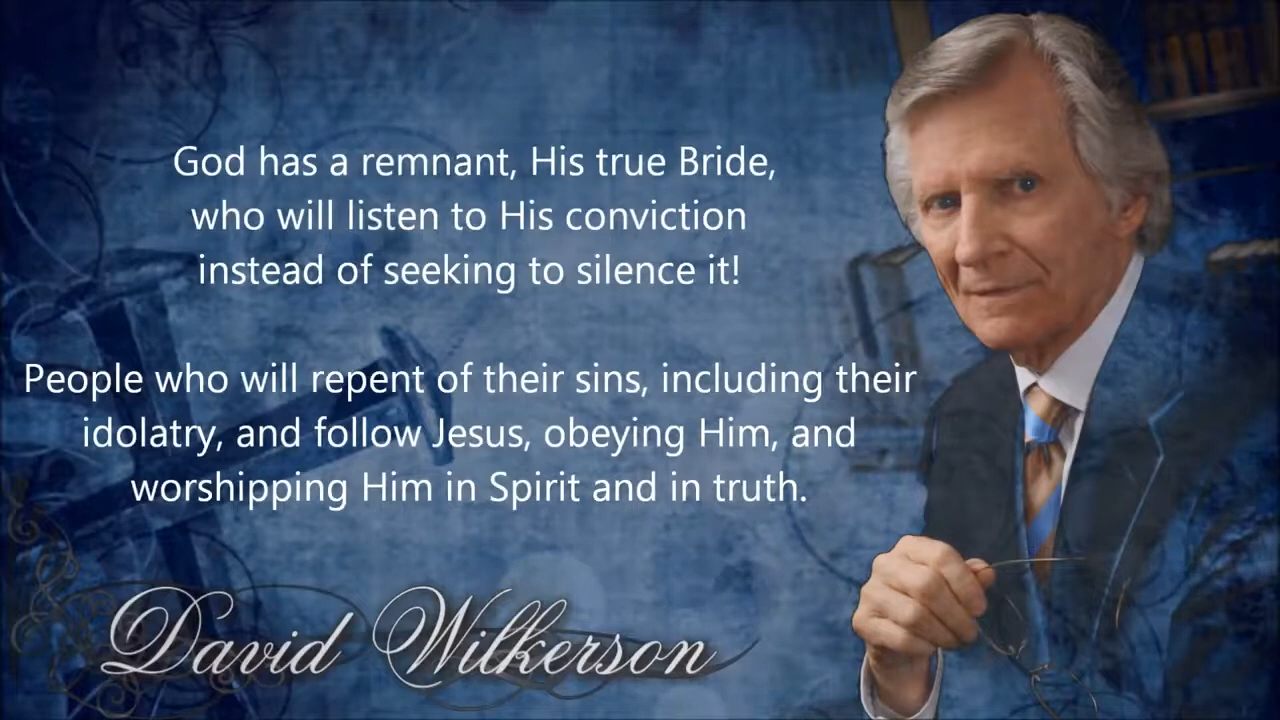 God has a remnant, His true Bride,
who will listen to His conviction
instead of seeking to silence it!
People who will repent of their sins, including their
idolatry, and follow Jesus, obeying Him, and
worshipping Him in Spirit and in truth.
David Wilkerson